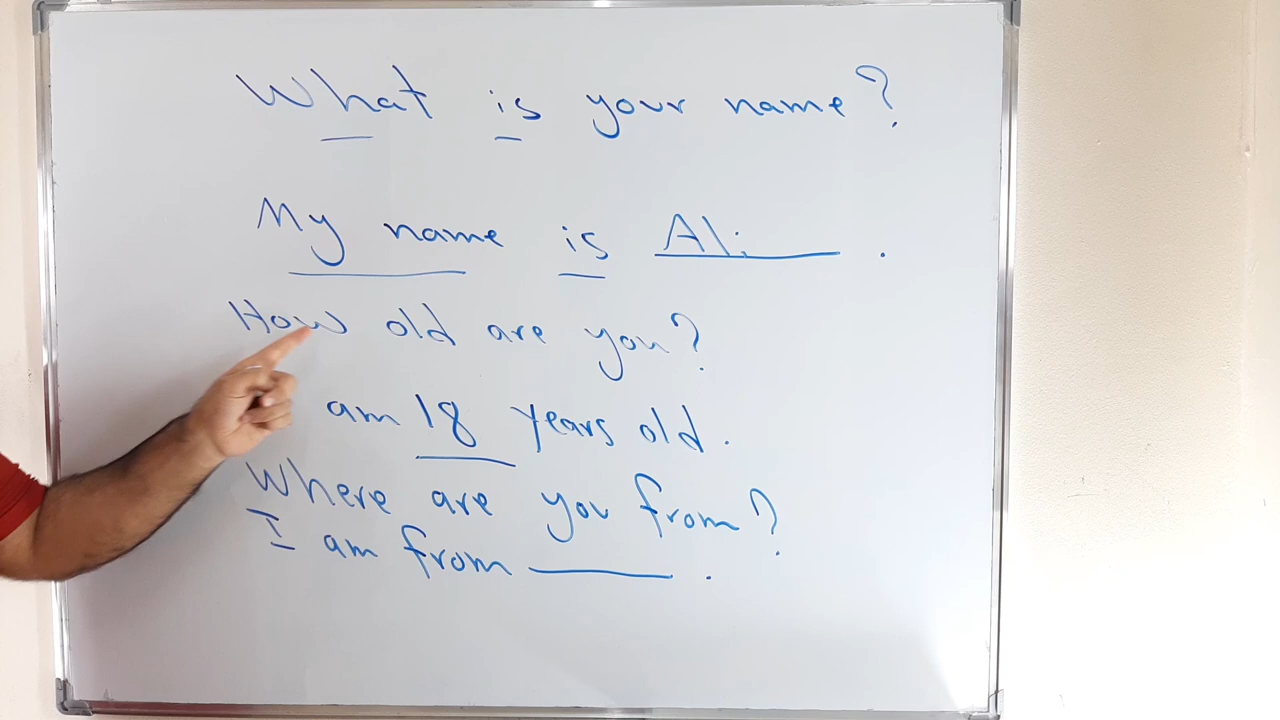 What is your name?
My name is Ali .
How old are you?
am 18 years old.
Where are you from?
I am from ______ .